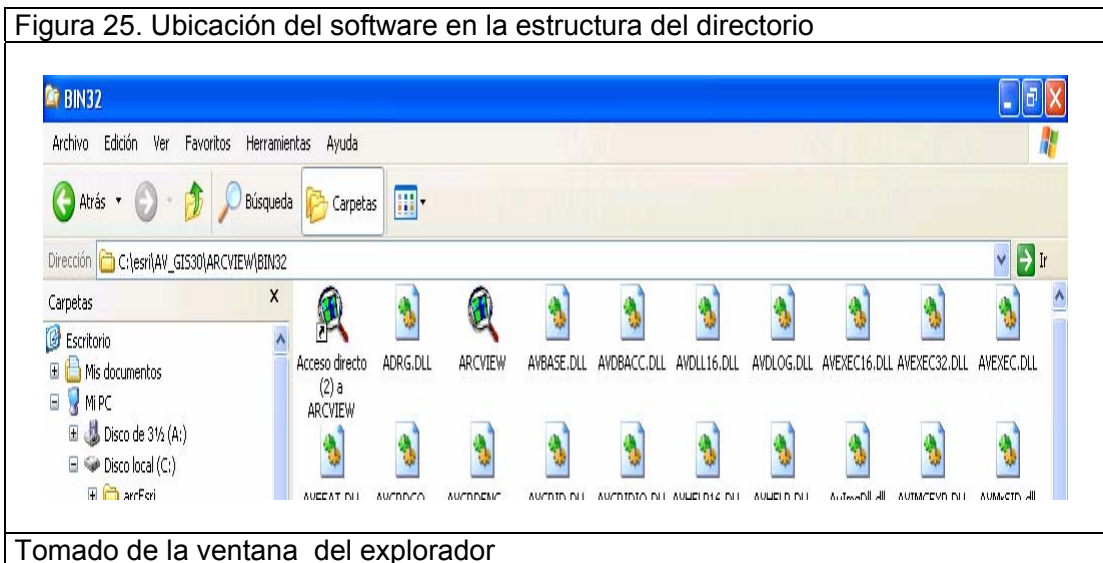 Figura 25. Ubicación del software en la estructura del directorio
BIN32
Archivo Edición Ver Favoritos Herramientas Ayuda
Atrás Búsqueda Carpetas
Dirección C:\esri\AV_GIS30\ARCVIEW\BIN32 Ir
Carpetas X
Escritorio
Mis documentos
Mi PC
Disco de 3½ (A:)
Disco local (C:)
arcEsri
Acceso directo (2) a ARCVIEW
ADRG.DLL ARCVIEW AVBASE.DLL AVDBACC.DLL AVDLL16.DLL AVDLOG.DLL AVEXEC16.DLL AVEXEC32.DLL AVEXEC.DLL
Tomado de la ventana del explorador